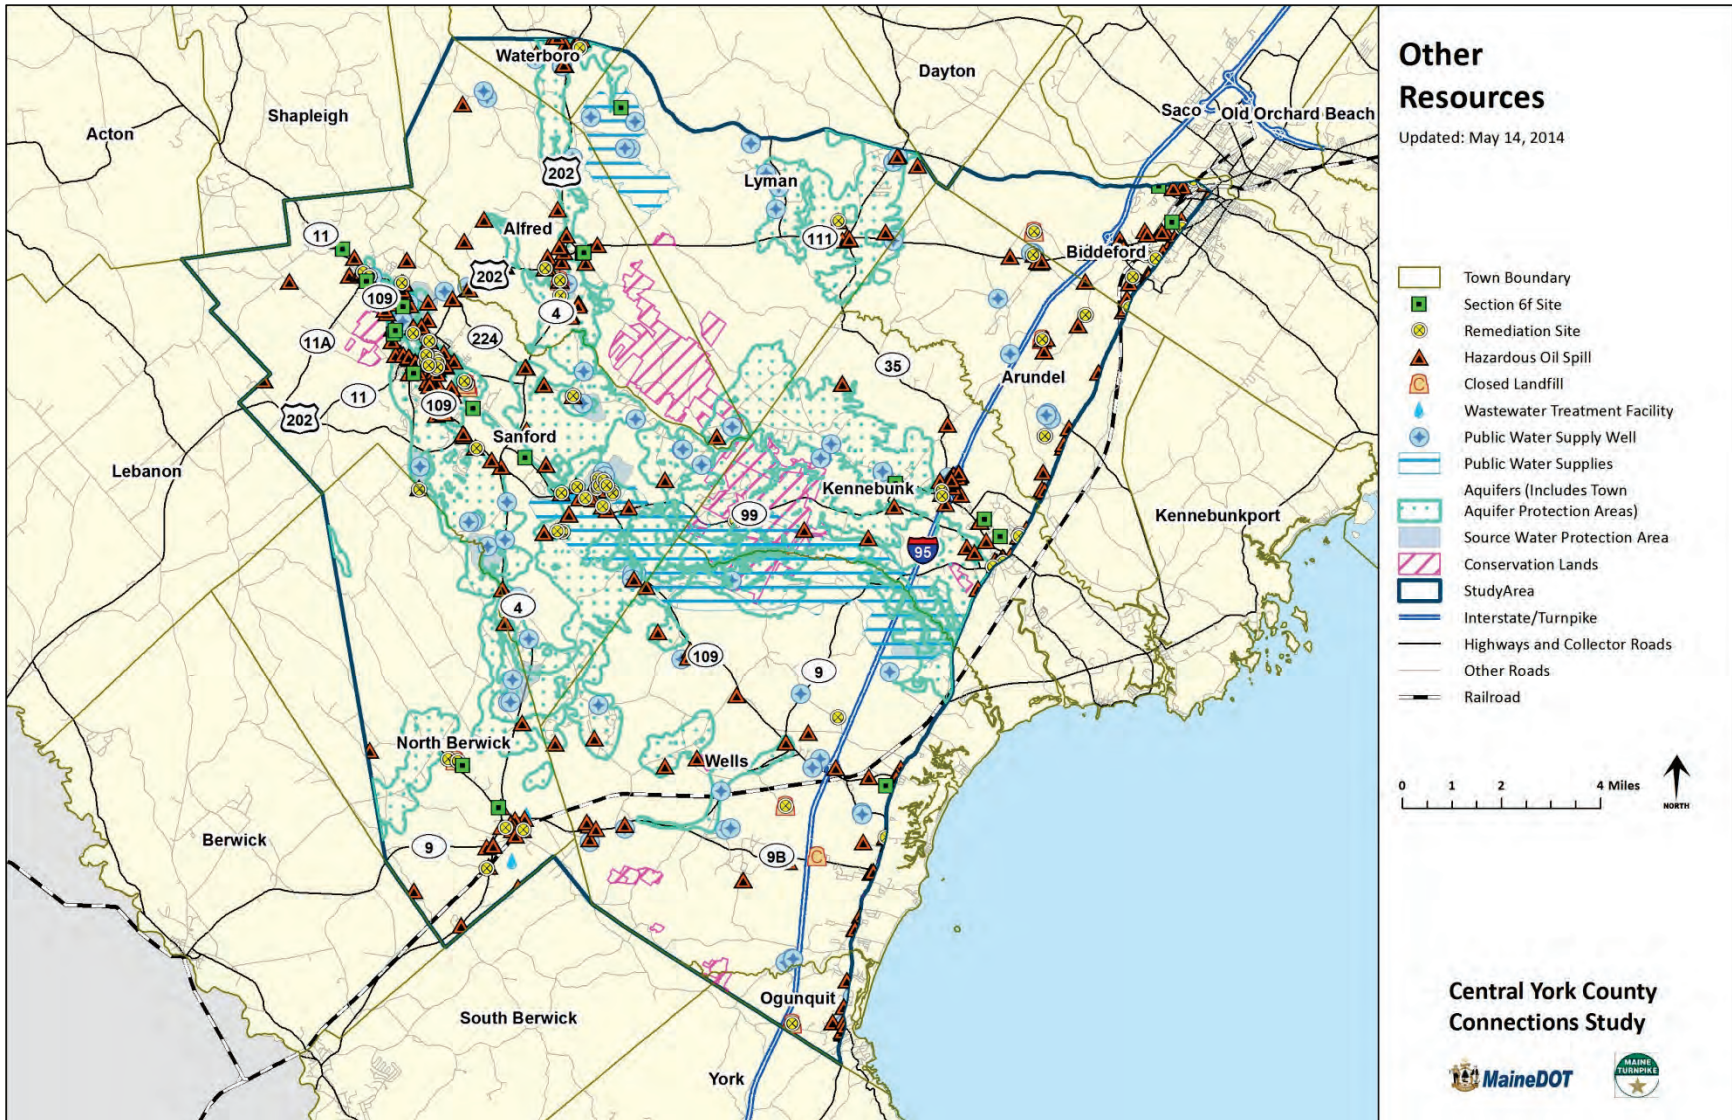 Other
Resources
Updated: May 14, 2014
Town Boundary
Section 6f Site
Remediation Site
Hazardous Oil Spill
Closed Landfill
C
Wastewater Treatment Facility
Public Water Supply Well
Public Water Supplies
Aquifers (Includes Town
Aquifer Protection Areas)
Source Water Protection Area
Conservation Lands
StudyArea
Interstate/Turnpike
Highways and Collector Roads
Other Roads
Railroad
0 2 4 Miles
NORTH
Central York County
Connections Study
MaineDOT
MAINE
TURNPIKE
Waterboro
Dayton
Shapleigh
Acton
Saco
Old Orchard Beach
202
Lyman
Alfred
11
111
Biddeford
202
109
4
224
11A
35
Arundel
11
109
202
Sanford
Lebanon
Kennebunk
99
Kennebunkport
95
4
109
9
North Berwick
Wells
Berwick
9
9B
C
Ogunquit
South Berwick
York